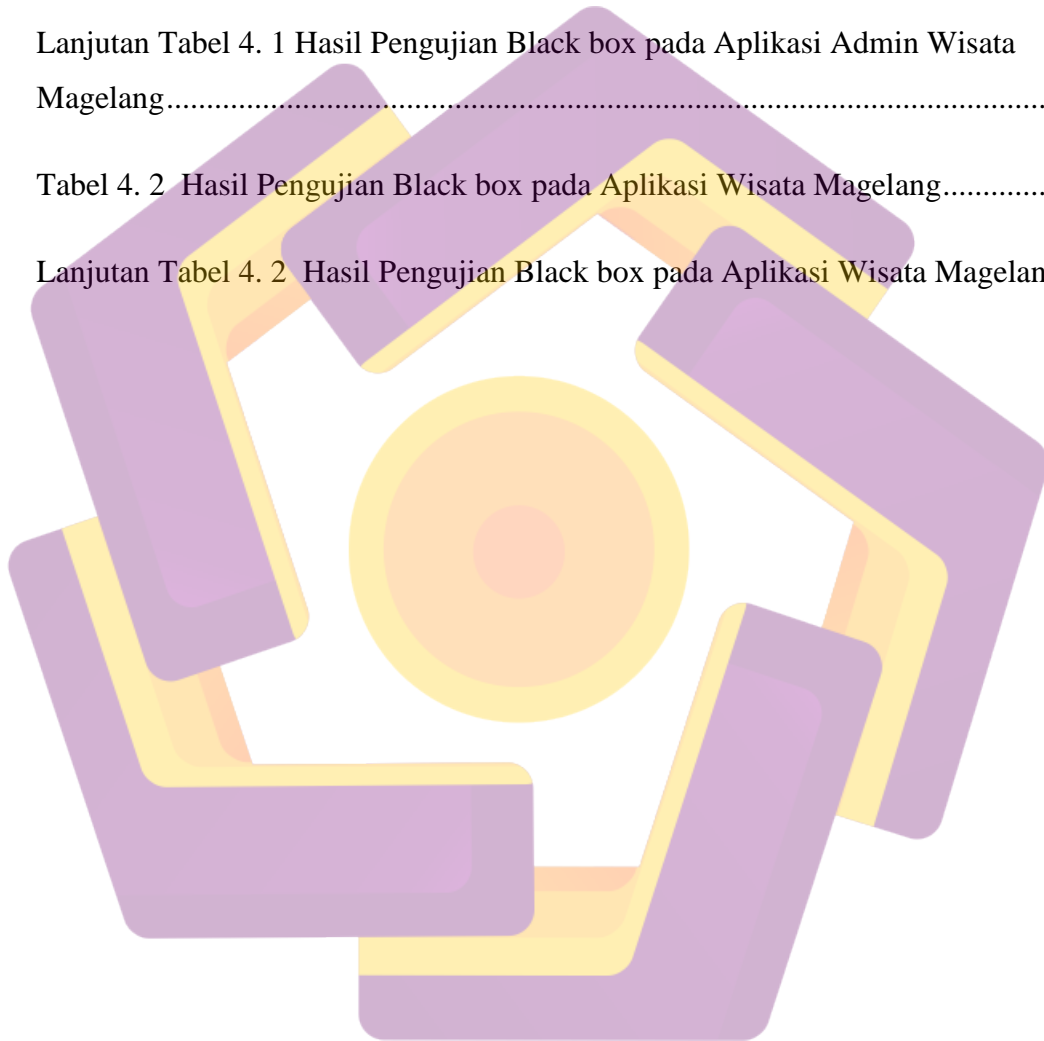 Lanjutan Tabel 4. 1 Hasil Pengujian Black box pada Aplikasi Admin Wisata
Magelang..............................................................................................................
Tabel 4. 2  Hasil Pengujian Black box pada Aplikasi Wisata Magelang.............
Lanjutan Tabel 4. 2  Hasil Pengujian Black box pada Aplikasi Wisata Magelan